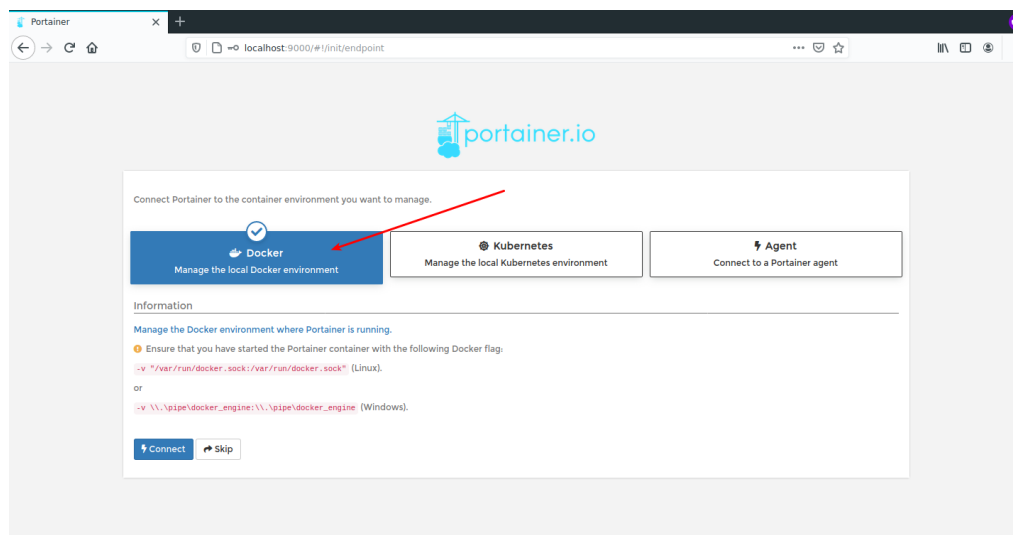 Portainer
localhost:9000/#!/init/endpoint
portainer.io
Connect Portainer to the container environment you want to manage.
Docker
Manage the local Docker environment
Kubernetes
Manage the local Kubernetes environment
Agent
Connect to a Portainer agent
Information
Manage the Docker environment where Portainer is running.
Ensure that you have started the Portainer container with the following Docker flag:
-v "/var/run/docker.sock:/var/run/docker.sock" (Linux).
or
-v \\.\pipe\docker_engine:\\.\pipe\docker_engine (Windows).
Connect
Skip